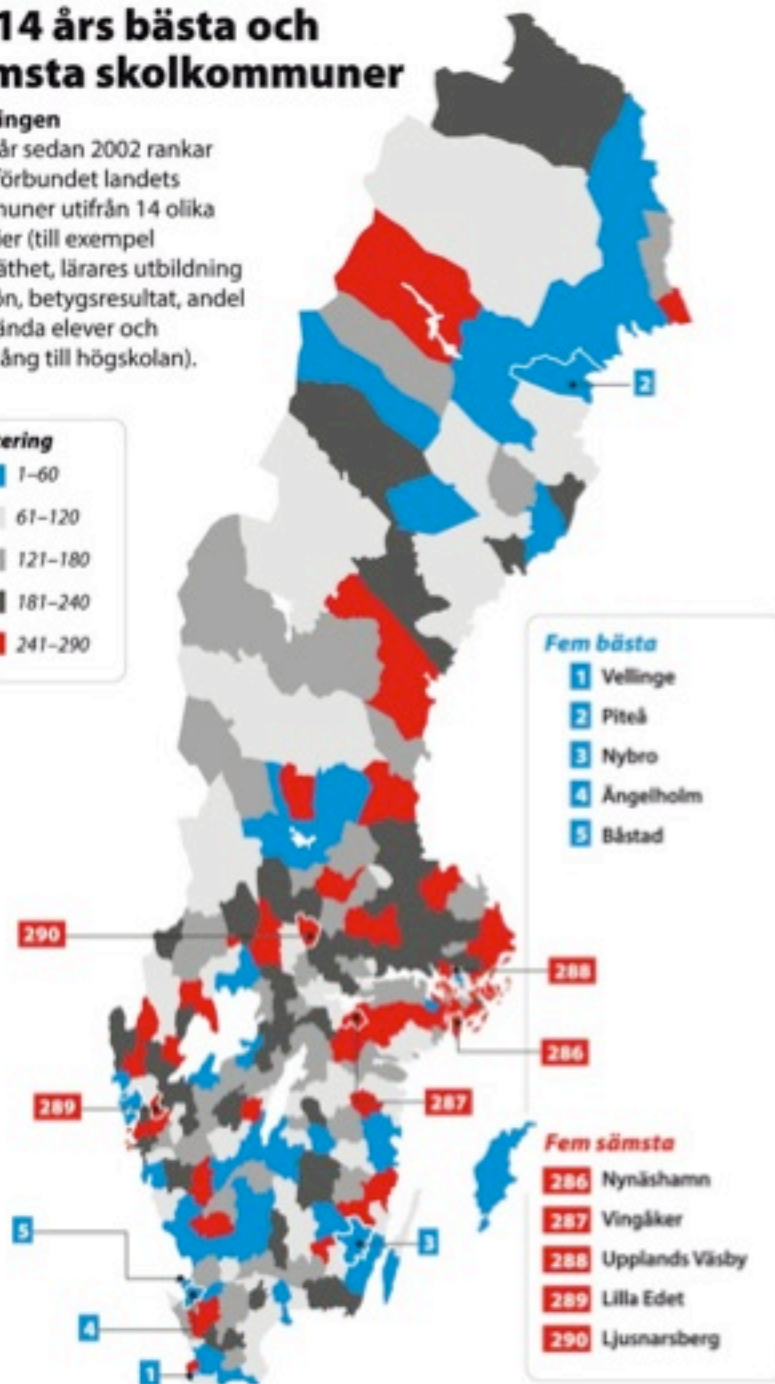 14 års bästa och
msta skolkommuner
ingen
år sedan 2002 rankar
förbundet landets
muner utifrån 14 olika
ier (till exempel
äthet, lärares utbildning
ön, betygsresultat, andel
ända elever och
ång till högskolan).
ering
1–60
61–120
121–180
181–240
241–290
2
Fem bästa
1 Vellinge
2 Piteå
3 Nybro
4 Ängelholm
5 Båstad
290
288
286
289
287
5
3
4
1
Fem sämsta
286 Nynäshamn
287 Vingåker
288 Upplands Väsby
289 Lilla Edet
290 Ljusnarsberg